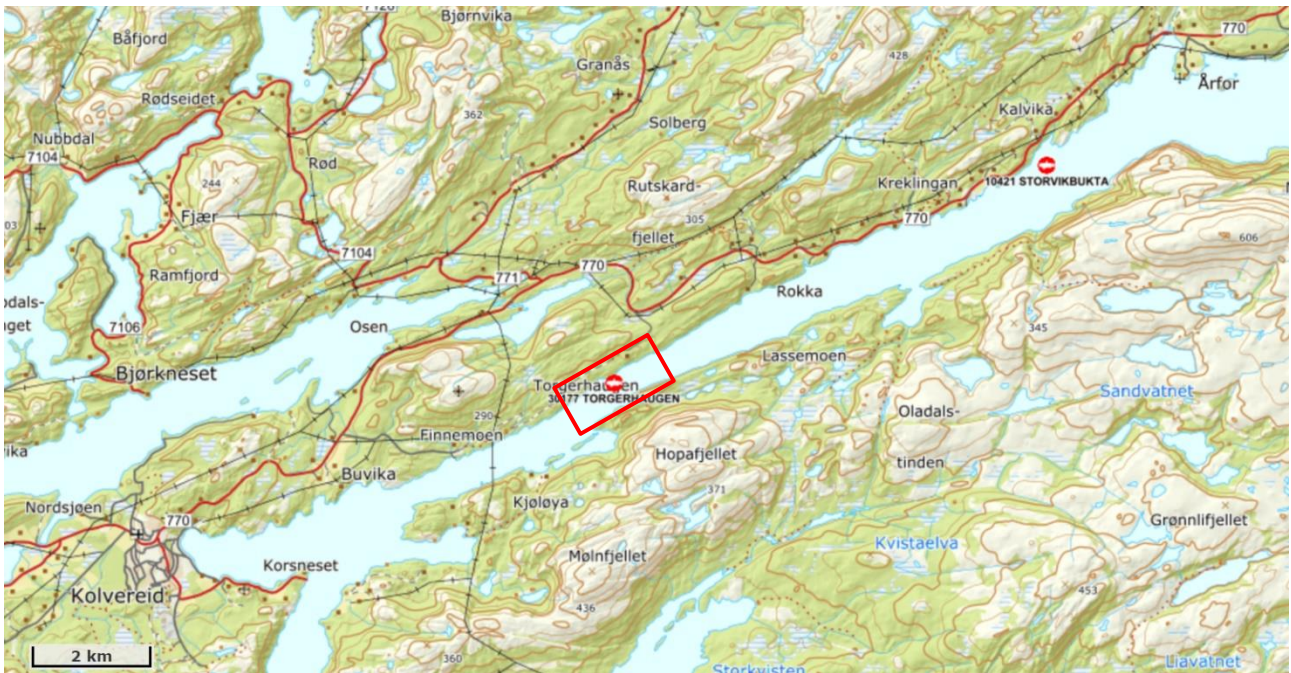 7120
Bjørnvika
770
Båfjord
428
Granås
Årfor
Rødseidet
362
Kalvika
Solberg
Nubbdal
7104
Rød
10421 STORVIKBUKTA
244
Rutskard-
Kreklingan
Fjær
305
770
03
fjellet
606
7104
770
Ramfjord
771
Rokka
7106
Osen
345
Bjørkneset
Lassemoen
Torgerhaugen
30177 TORGERHAUGEN
Sandvatnet
290
Oladals-
Finnemoen
tinden
Hopafjellet
Buvika
371
Nordsjøen
Kjøløya
770
Grønnlifjellet
Kvistaelva
Korsneset
Mølnfjellet
Kolvereid
453
436
2 km
360
Storkvisten
Liavatnet